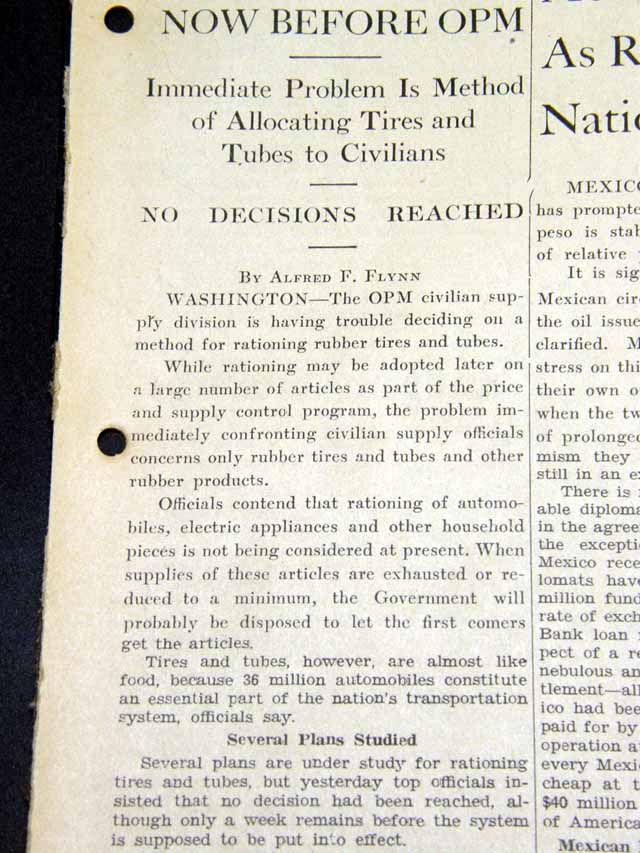 NOW BEFORE OPM
Immediate Problem Is Method
of Allocating Tires and
Tubes to Civilians
NO DECISIONS REACHED
By Alfred F. Flynn
WASHINGTON—The OPM civilian sup-
ply division is having trouble deciding on a
method for rationing rubber tires and tubes.
While rationing may be adopted later on
a large number of articles as part of the price
and supply control program, the problem im-
mediately confronting civilian supply officials
concerns only rubber tires and tubes and other
rubber products.
Officials contend that rationing of automo-
biles, electric appliances and other household
pieces is not being considered at present. When
supplies of these articles are exhausted or re-
duced to a minimum, the Government will
probably be disposed to let the first comers
get the articles.
Tires and tubes, however, are almost like
food, because 36 million automobiles constitute
an essential part of the nation's transportation
system, officials say.
Several Plans Studied
Several plans are under study for rationing
tires and tubes, but yesterday top officials in-
sisted that no decision had been reached, al-
though only a week remains before the system
is supposed to be put into effect.
As R
Natio
MEXICO
has prompte
peso is stab
of relative
It is sig
Mexican circ
the oil issue
clarified. M
stress on thi
their own o
when the tw
of prolonged
mism they
still in an e
There is
able diploma
in the agree
the excepti
Mexico rece
lomats have
million fund
rate of exch
Bank loan
pect of a re
nebulous an
tlement—all
ico had bee
paid for by
operation a
every Mexi
cheap at t
$40 million
of America
Mexican